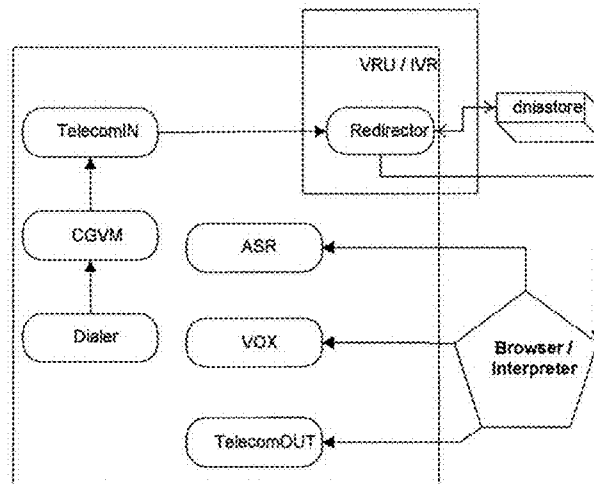 VRU / IVR
TelecomIN
Redirector
dnisstore
CGVM
ASR
Dialer
VOX
Browser /
Interpreter
TelecomOUT